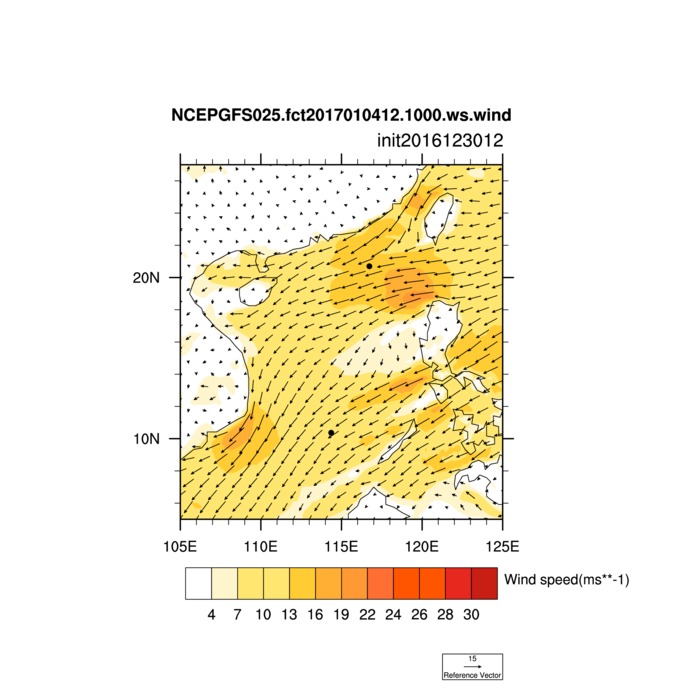 NCEPGFS025.fct2017010412.1000.ws.wind
init2016123012
20N
10N
105E 110E 115E 120E 125E
Wind speed(ms**-1)
4 7 10 13 16 19 22 24 26 28 30
15
Reference Vector